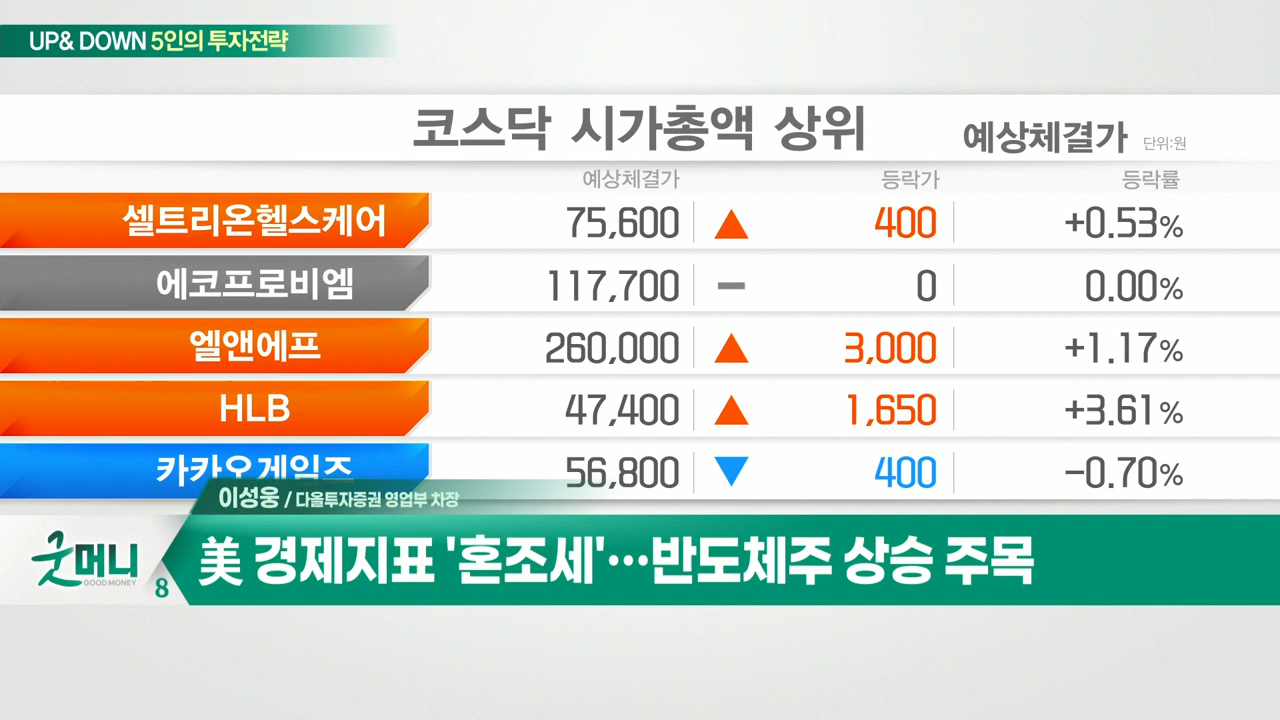 UP& DOWN 5인의 투자전략
코스닥 시가총액 상위 예상체결가 단위:원
예상체결가 등락가 등락률
셀트리온헬스케어 75,600 ▲ 400 +0.53%
에코프로비엠 117,700 - 0 0.00%
엘앤에프 260,000 ▲ 3,000 +1.17%
HLB 47,400 ▲ 1,650 +3.61%
카카오게임즈 56,800 ▼ 400 -0.70%
이성웅 / 다올투자증권 영업부 차장
굿머니 GOOD MONEY 8
美 경제지표 '혼조세'…반도체주 상승 주목